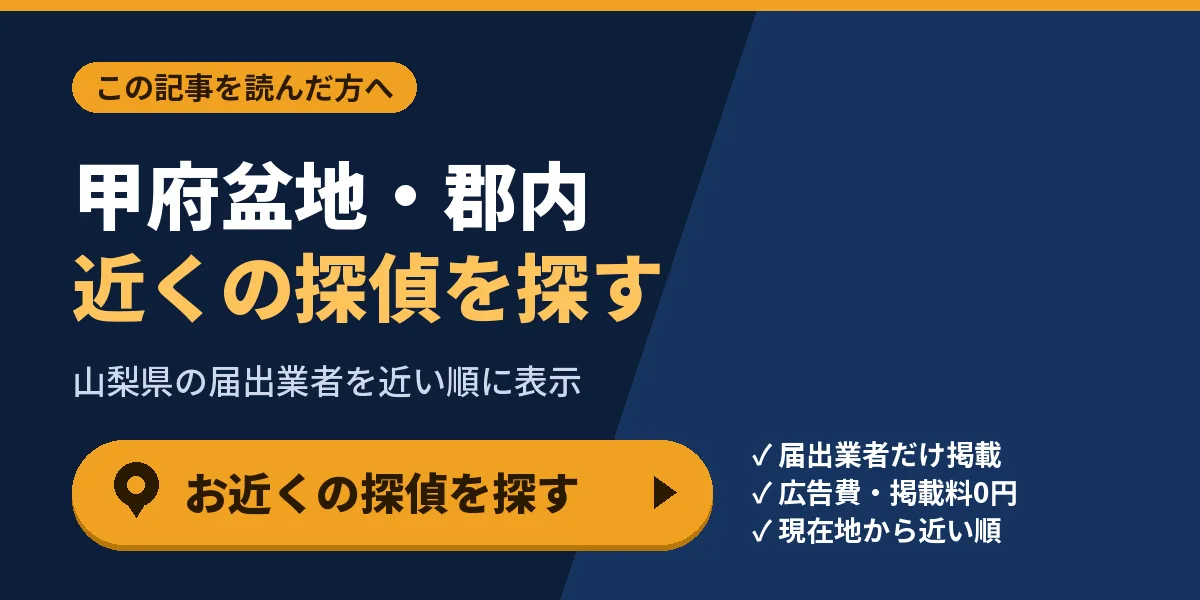 この記事を読んだ方へ
甲府盆地・郡内
近くの探偵を探す
山梨県の届出業者を近い順に表示
お近くの探偵を探す
✓ 届出業者だけ掲載
✓ 広告費・掲載料0円
✓ 現在地から近い順